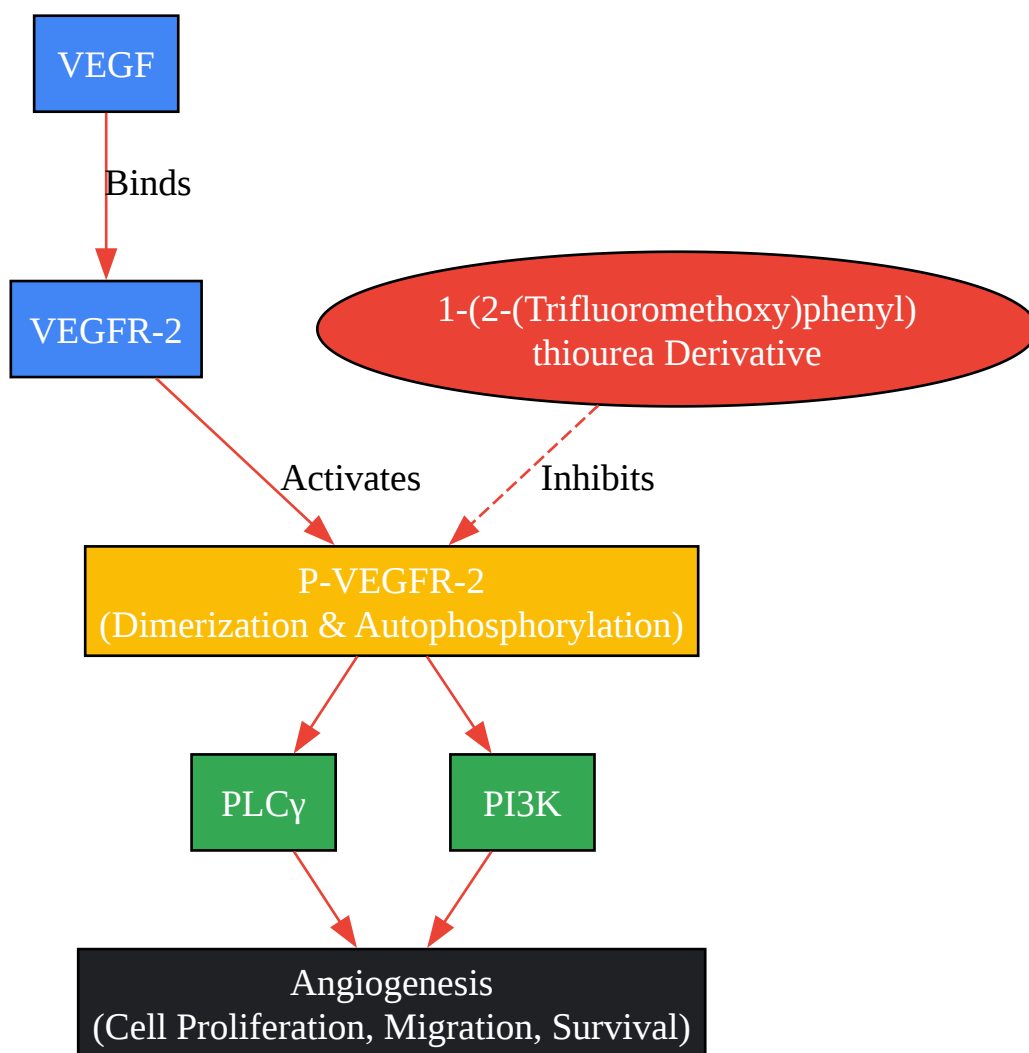 VEGF
Binds
VEGFR-2
1-(2-(Trifluoromethoxy)phenyl)
thiourea Derivative
Activates
Inhibits
P-VEGFR-2
(Dimerization & Autophosphorylation)
PLCγ
PI3K
Angiogenesis
(Cell Proliferation, Migration, Survival)